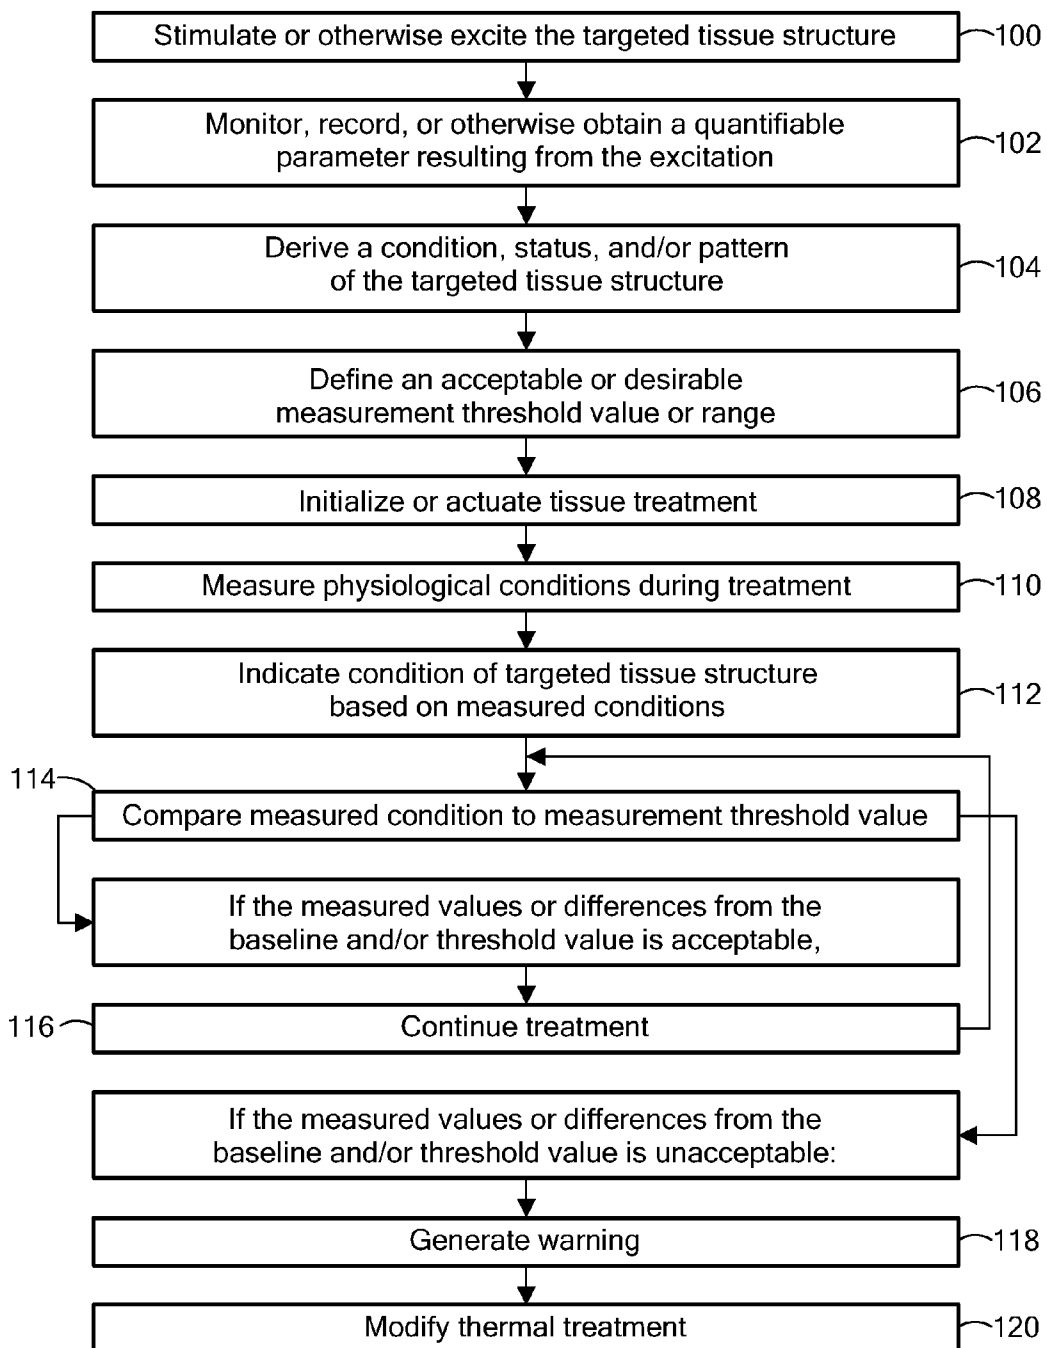 Stimulate or otherwise excite the targeted tissue structure
100
Monitor, record, or otherwise obtain a quantifiable
parameter resulting from the excitation
102
Derive a condition, status, and/or pattern
of the targeted tissue structure
104
Define an acceptable or desirable
measurement threshold value or range
106
Initialize or actuate tissue treatment
108
Measure physiological conditions during treatment
110
Indicate condition of targeted tissue structure
based on measured conditions
112
114
Compare measured condition to measurement threshold value
If the measured values or differences from the
baseline and/or threshold value is acceptable,
116
Continue treatment
If the measured values or differences from the
baseline and/or threshold value is unacceptable:
Generate warning
118
Modify thermal treatment
120